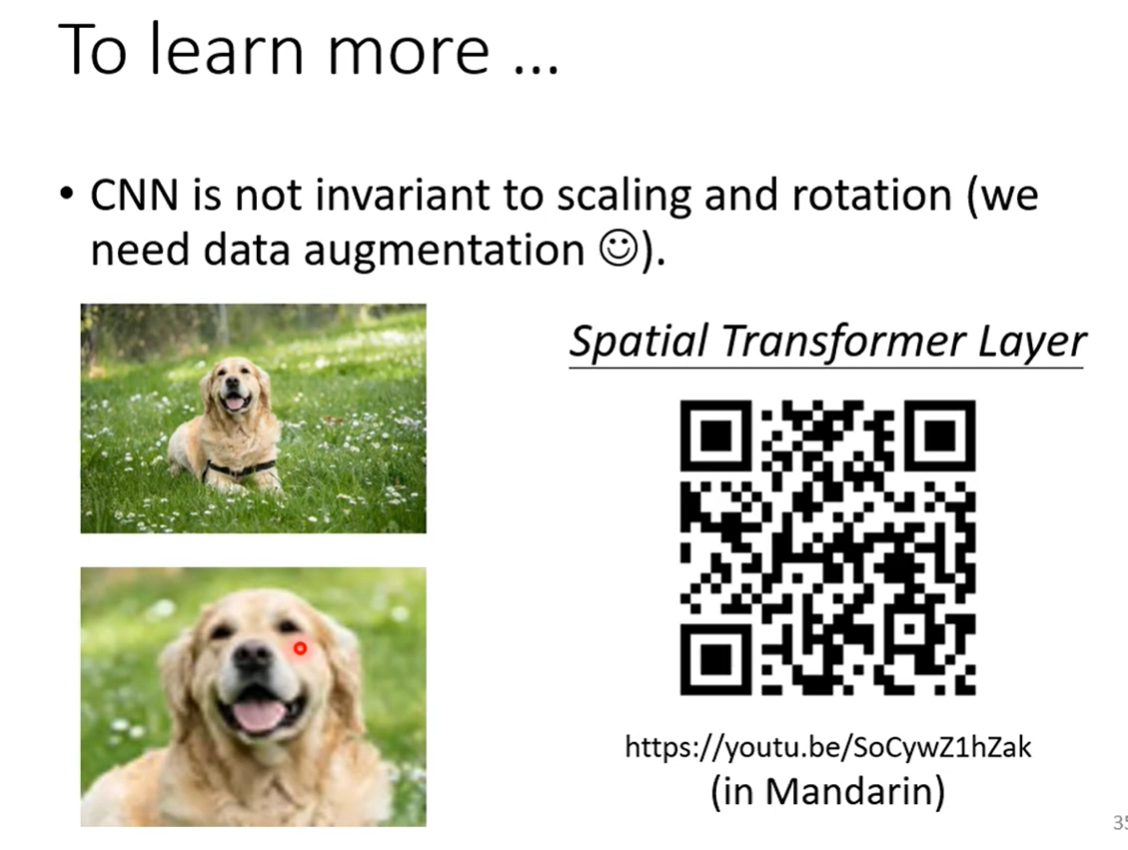 To learn more …
• CNN is not invariant to scaling and rotation (we
need data augmentation ☺).
Spatial Transformer Layer
https://youtu.be/SoCywZ1hZak
(in Mandarin)
35